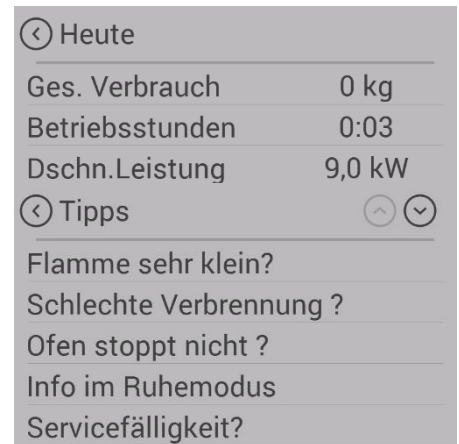 Heute
Ges. Verbrauch 0 kg
Betriebsstunden 0:03
Dschn.Leistung 9,0 kW
Tipps
Flamme sehr klein?
Schlechte Verbrennung ?
Ofen stoppt nicht ?
Info im Ruhemodus
Servicefälligkeit?